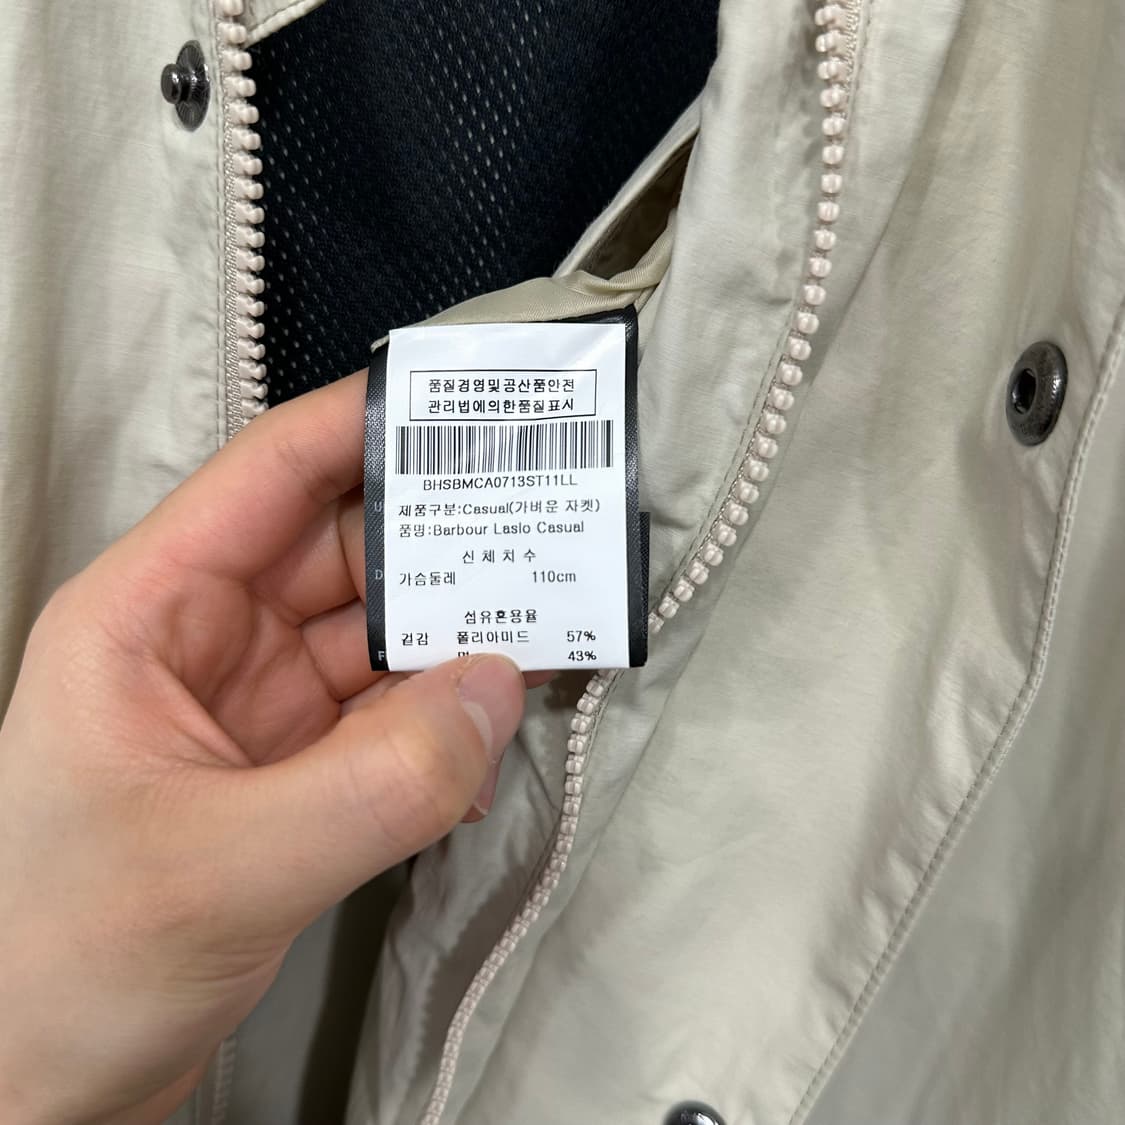 품질경영및공산품안전
관리법에의한품질표시
BHSBMCA0713ST11LL
제품구분:Casual(가벼운 자켓)
품명:Barbour Laslo Casual
신 체 치 수
가슴둘레 110cm
섬유혼용율
겉감 폴리아미드 57%
43%
U
D
F